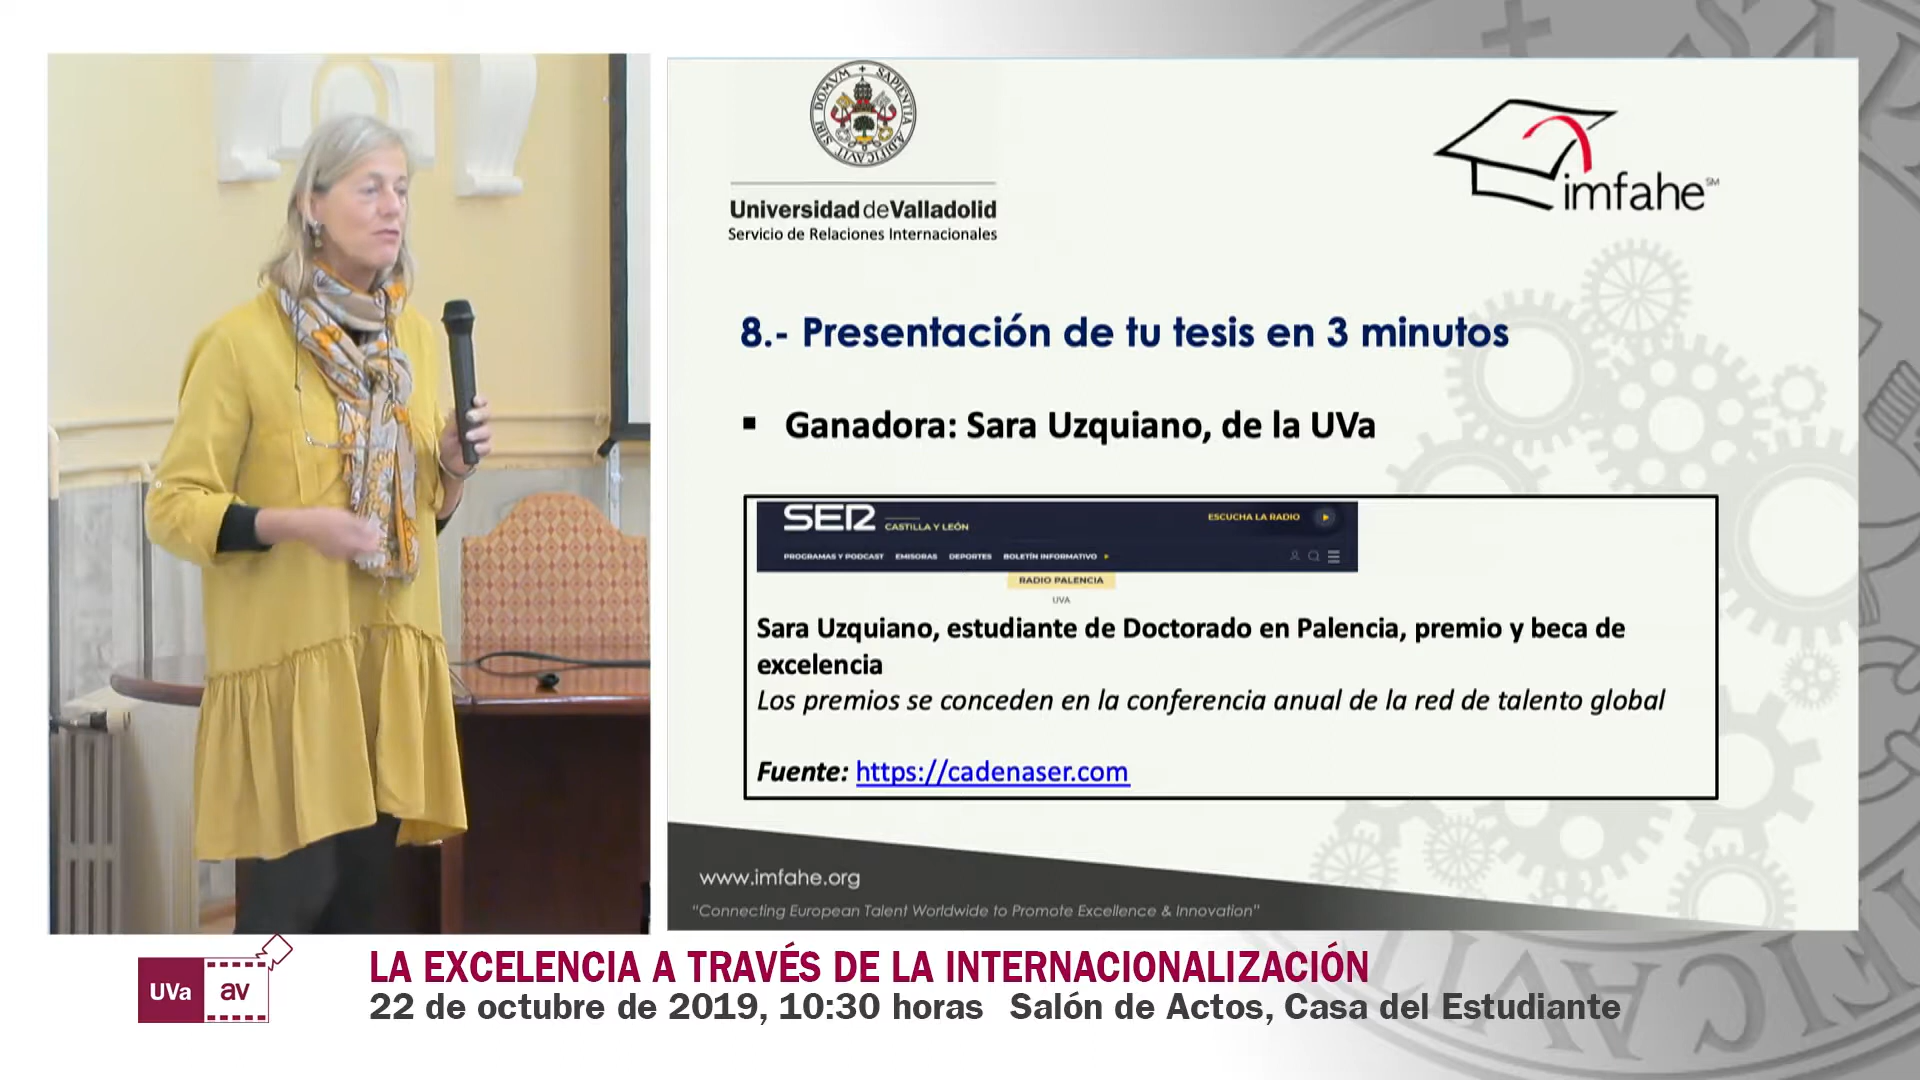 SIBI DOMVM SAPIENTIA AEDIFICAVIT
Universidad de Valladolid
Servicio de Relaciones Internacionales
imfahe SM
8.- Presentación de tu tesis en 3 minutos
▪ Ganadora: Sara Uzquiano, de la UVa
SER CASTILLA Y LEÓN
ESCUCHA LA RADIO
PROGRAMAS Y PODCAST EMISORAS DEPORTES BOLETÍN INFORMATIVO
RADIO PALENCIA
UVA
Sara Uzquiano, estudiante de Doctorado en Palencia, premio y beca de
excelencia
Los premios se conceden en la conferencia anual de la red de talento global
Fuente: https://cadenaser.com
www.imfahe.org
“Connecting European Talent Worldwide to Promote Excellence & Innovation”
UVa av
LA EXCELENCIA A TRAVÉS DE LA INTERNACIONALIZACIÓN
22 de octubre de 2019, 10:30 horas Salón de Actos, Casa del Estudiante